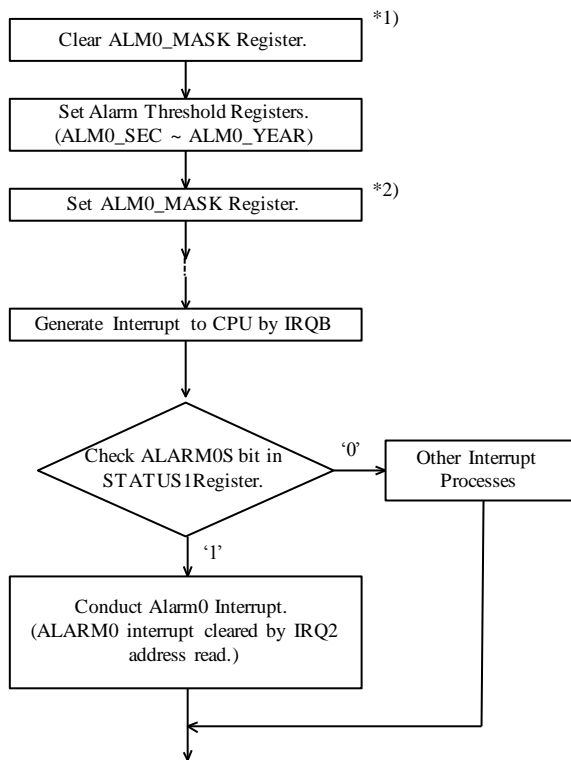 Clear ALM0_MASK Register.
*1)
Set Alarm Threshold Registers.
(ALM0_SEC ~ ALM0_YEAR)
Set ALM0_MASK Register.
*2)
Generate Interrupt to CPU by IRQB
Check ALARM0S bit in
STATUS1Register.
‘0’
Other Interrupt
Processes
‘1’
Conduct Alarm0 Interrupt.
(ALARM0 interrupt cleared by IRQ2
address read.)